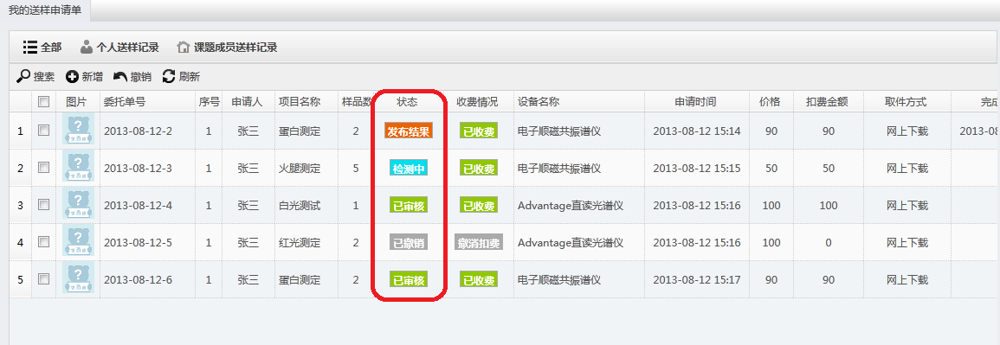 我的送样申请单
全部 个人送样记录 课题成员送样记录
搜索 新增 撤销 刷新
图片 委托单号 序号 申请人 项目名称 样品数 状态 收费情况 设备名称 申请时间 价格 扣费金额 取件方式 完成
1 ? 2013-08-12-2 1 张三 蛋白测定 2 发布结果 已收费 电子顺磁共振谱仪 2013-08-12 15:14 90 90 网上下载 2013-08
2 ? 2013-08-12-3 1 张三 火腿测定 5 检测中 已收费 电子顺磁共振谱仪 2013-08-12 15:15 50 50 网上下载
3 ? 2013-08-12-4 1 张三 白光测试 1 已审核 已收费 Advantage直读光谱仪 2013-08-12 15:16 100 100 网上下载
4 ? 2013-08-12-5 1 张三 红光测定 2 已撤销 撤消扣费 Advantage直读光谱仪 2013-08-12 15:16 100 0 网上下载
5 ? 2013-08-12-6 1 张三 蛋白测定 2 已审核 已收费 电子顺磁共振谱仪 2013-08-12 15:17 90 90 网上下载